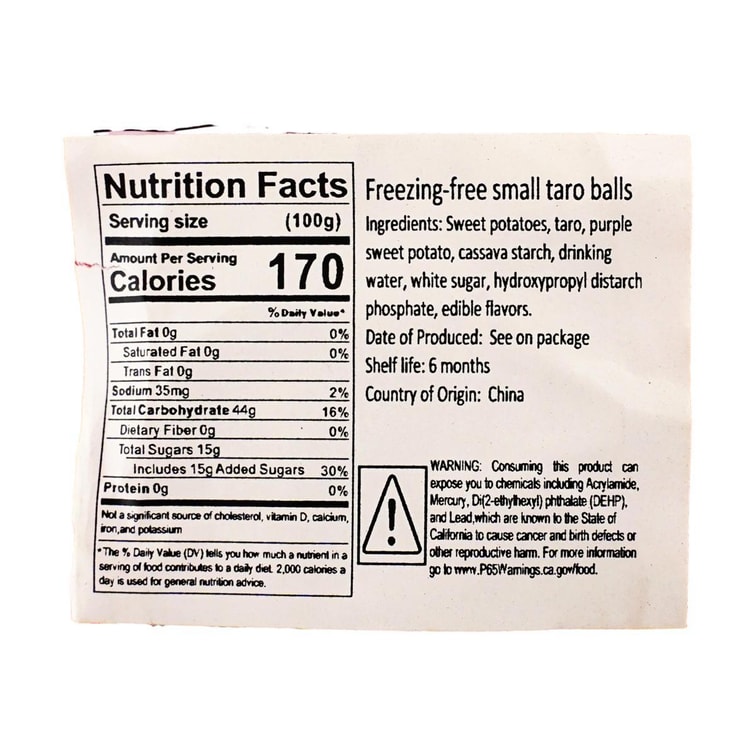 Nutrition Facts
Serving size (100g)
Amount Per Serving
Calories 170
% Daily Value*
Total Fat 0g 0%
Saturated Fat 0g 0%
Trans Fat 0g
Sodium 35mg 2%
Total Carbohydrate 44g 16%
Dietary Fiber 0g 0%
Total Sugars 15g
Includes 15g Added Sugars 30%
Protein 0g 0%
Not a significant source of cholesterol, vitamin D, calcium,
iron,and potassium
*The % Daily Value (DV) tells you how much a nutrient in a
serving of food contributes to a daily diet. 2,000 calories a
day is used for general nutrition advice.
Freezing-free small taro balls
Ingredients: Sweet potatoes, taro, purple
sweet potato, cassava starch, drinking
water, white sugar, hydroxypropyl distarch
phosphate, edible flavors.
Date of Produced: See on package
Shelf life: 6 months
Country of Origin: China
WARNING: Consuming this product can
expose you to chemicals including Acrylamide,
Mercury, Di(2-ethylhexyl) phthalate (DEHP),
and Lead,which are known to the State of
California to cause cancer and birth defects or
other reproductive harm. For more information
go to www.P65Warnings.ca.gov/food.